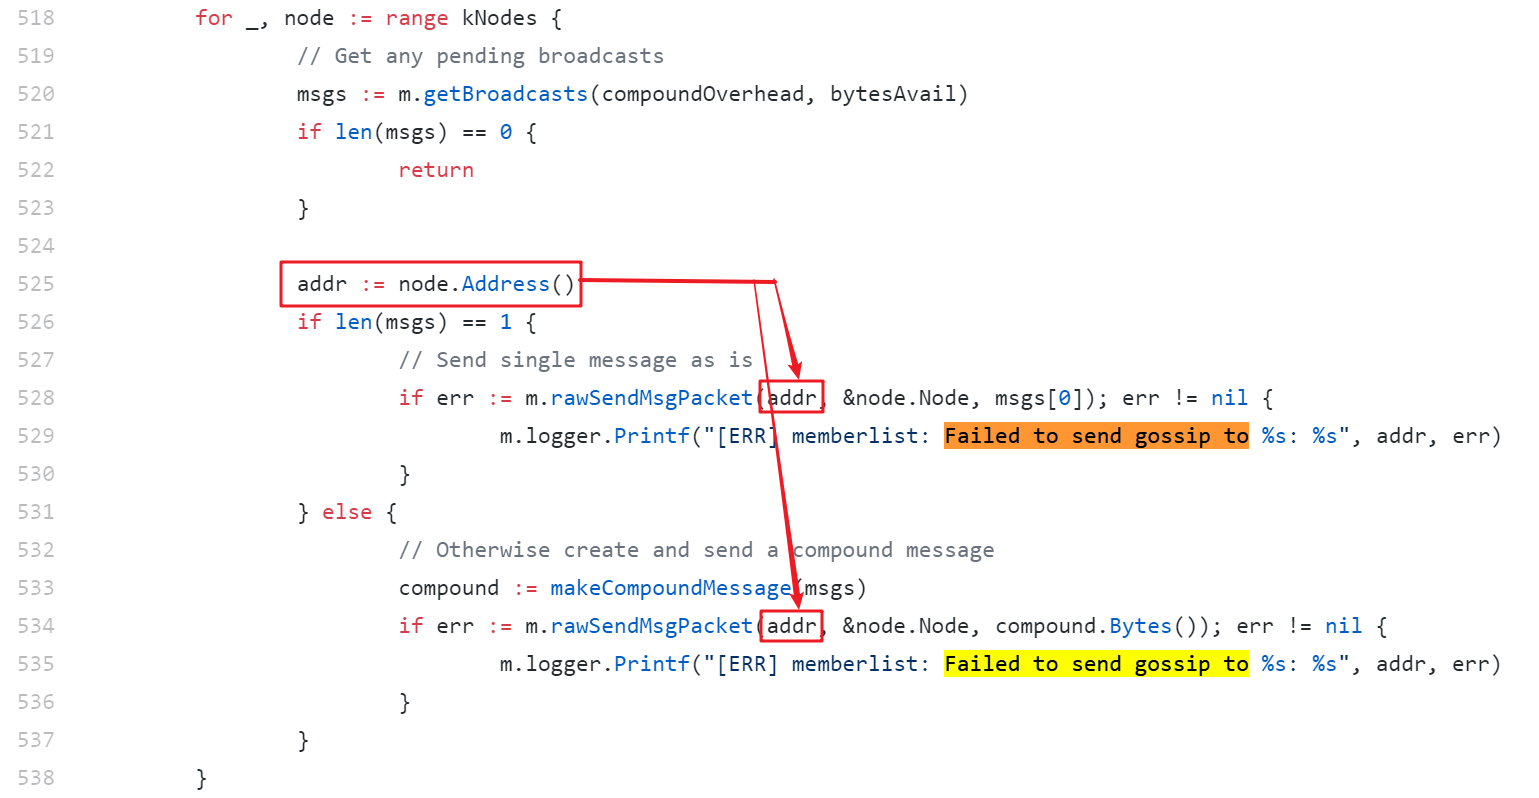 518 for _, node := range kNodes {
519 // Get any pending broadcasts
520 msgs := m.getBroadcasts(compoundOverhead, bytesAvail)
521 if len(msgs) == 0 {
522 return
523 }
524
525 addr := node.Address()
526 if len(msgs) == 1 {
527 // Send single message as is
528 if err := m.rawSendMsgPacket(addr, &node.Node, msgs[0]); err != nil {
529 m.logger.Printf("[ERR] memberlist: Failed to send gossip to %s: %s", addr, err)
530 }
531 } else {
532 // Otherwise create and send a compound message
533 compound := makeCompoundMessage(msgs)
534 if err := m.rawSendMsgPacket(addr, &node.Node, compound.Bytes()); err != nil {
535 m.logger.Printf("[ERR] memberlist: Failed to send gossip to %s: %s", addr, err)
536 }
537 }
538 }